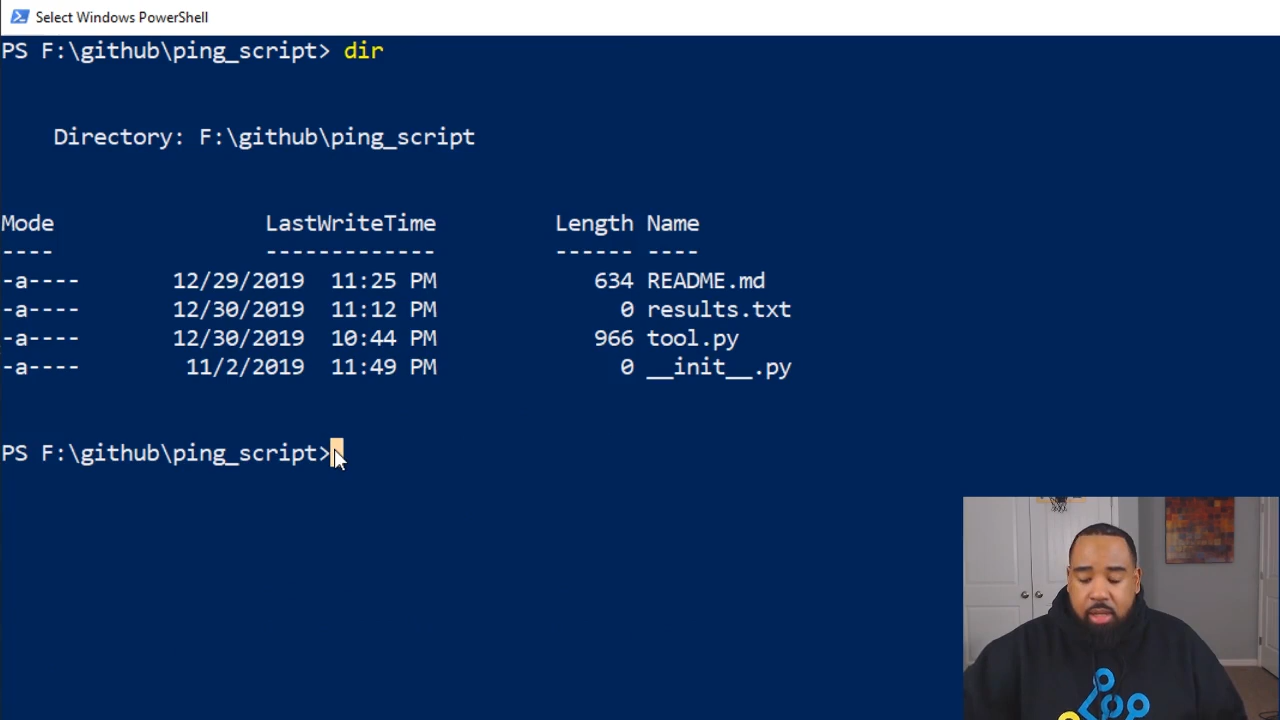 Select Windows PowerShell
PS F:\github\ping_script> dir
Directory: F:\github\ping_script
Mode LastWriteTime Length Name
---- ------------- ------ ----
-a---- 12/29/2019 11:25 PM 634 README.md
-a---- 12/30/2019 11:12 PM 0 results.txt
-a---- 12/30/2019 10:44 PM 966 tool.py
-a---- 11/2/2019 11:49 PM 0 __init__.py
PS F:\github\ping_script>